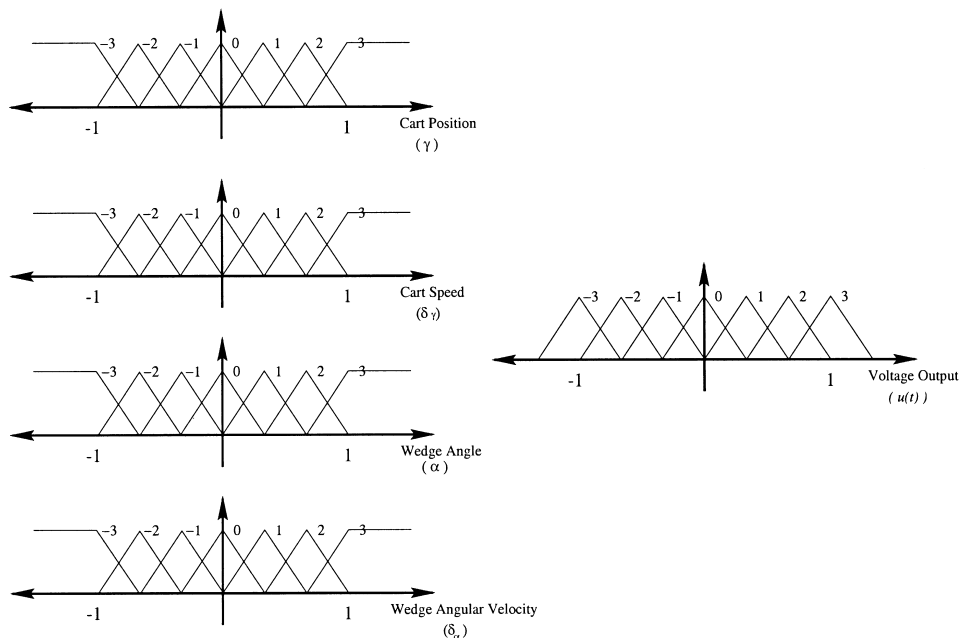 −3 −2 −1 0 1 2 3
-1 1
Cart Position
( γ )
−3 −2 −1 0 1 2 3
-1 1
Cart Speed
(δ γ)
−3 −2 −1 0 1 2 3
-1 1
Voltage Output
( u(t) )
−3 −2 −1 0 1 2 3
-1 1
Wedge Angle
( α )
−3 −2 −1 0 1 2 3
-1 1
Wedge Angular Velocity
(δα)